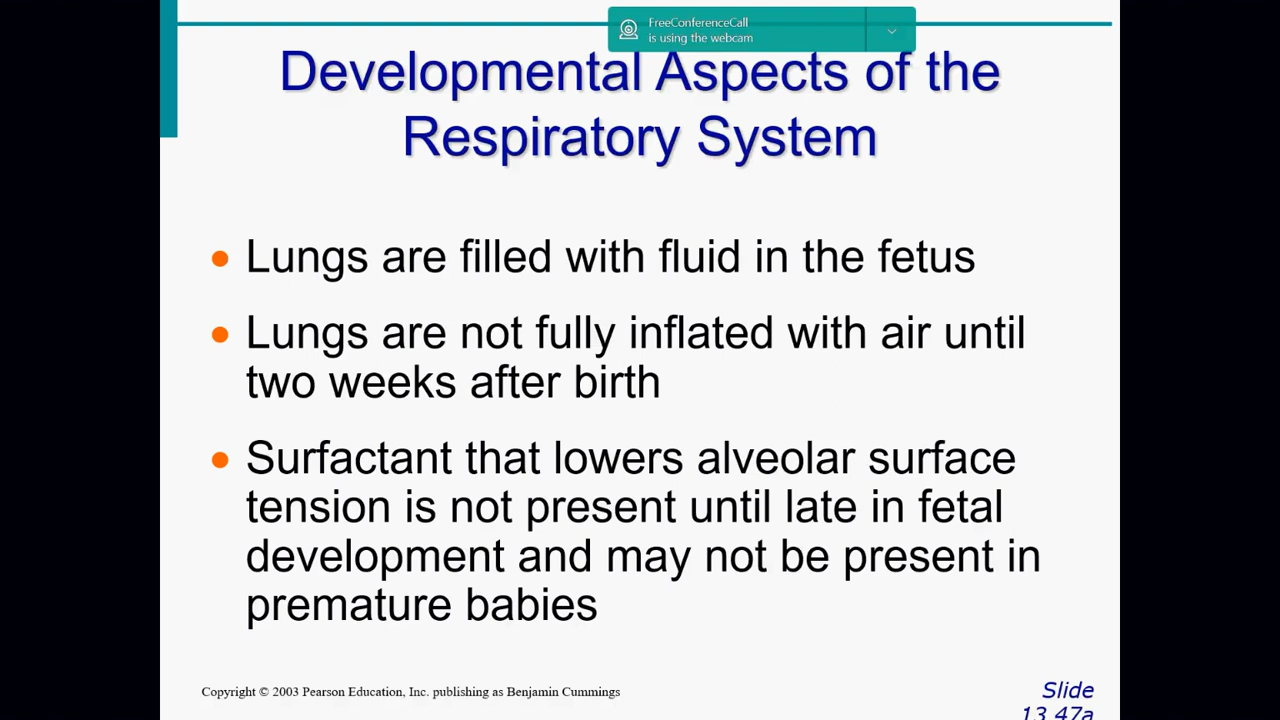 FreeConferenceCall
is using the webcam
Developmental Aspects of the
Respiratory System
Lungs are filled with fluid in the fetus
Lungs are not fully inflated with air until
two weeks after birth
Surfactant that lowers alveolar surface
tension is not present until late in fetal
development and may not be present in
premature babies
Copyright © 2003 Pearson Education, Inc. publishing as Benjamin Cummings
Slide
13.47a